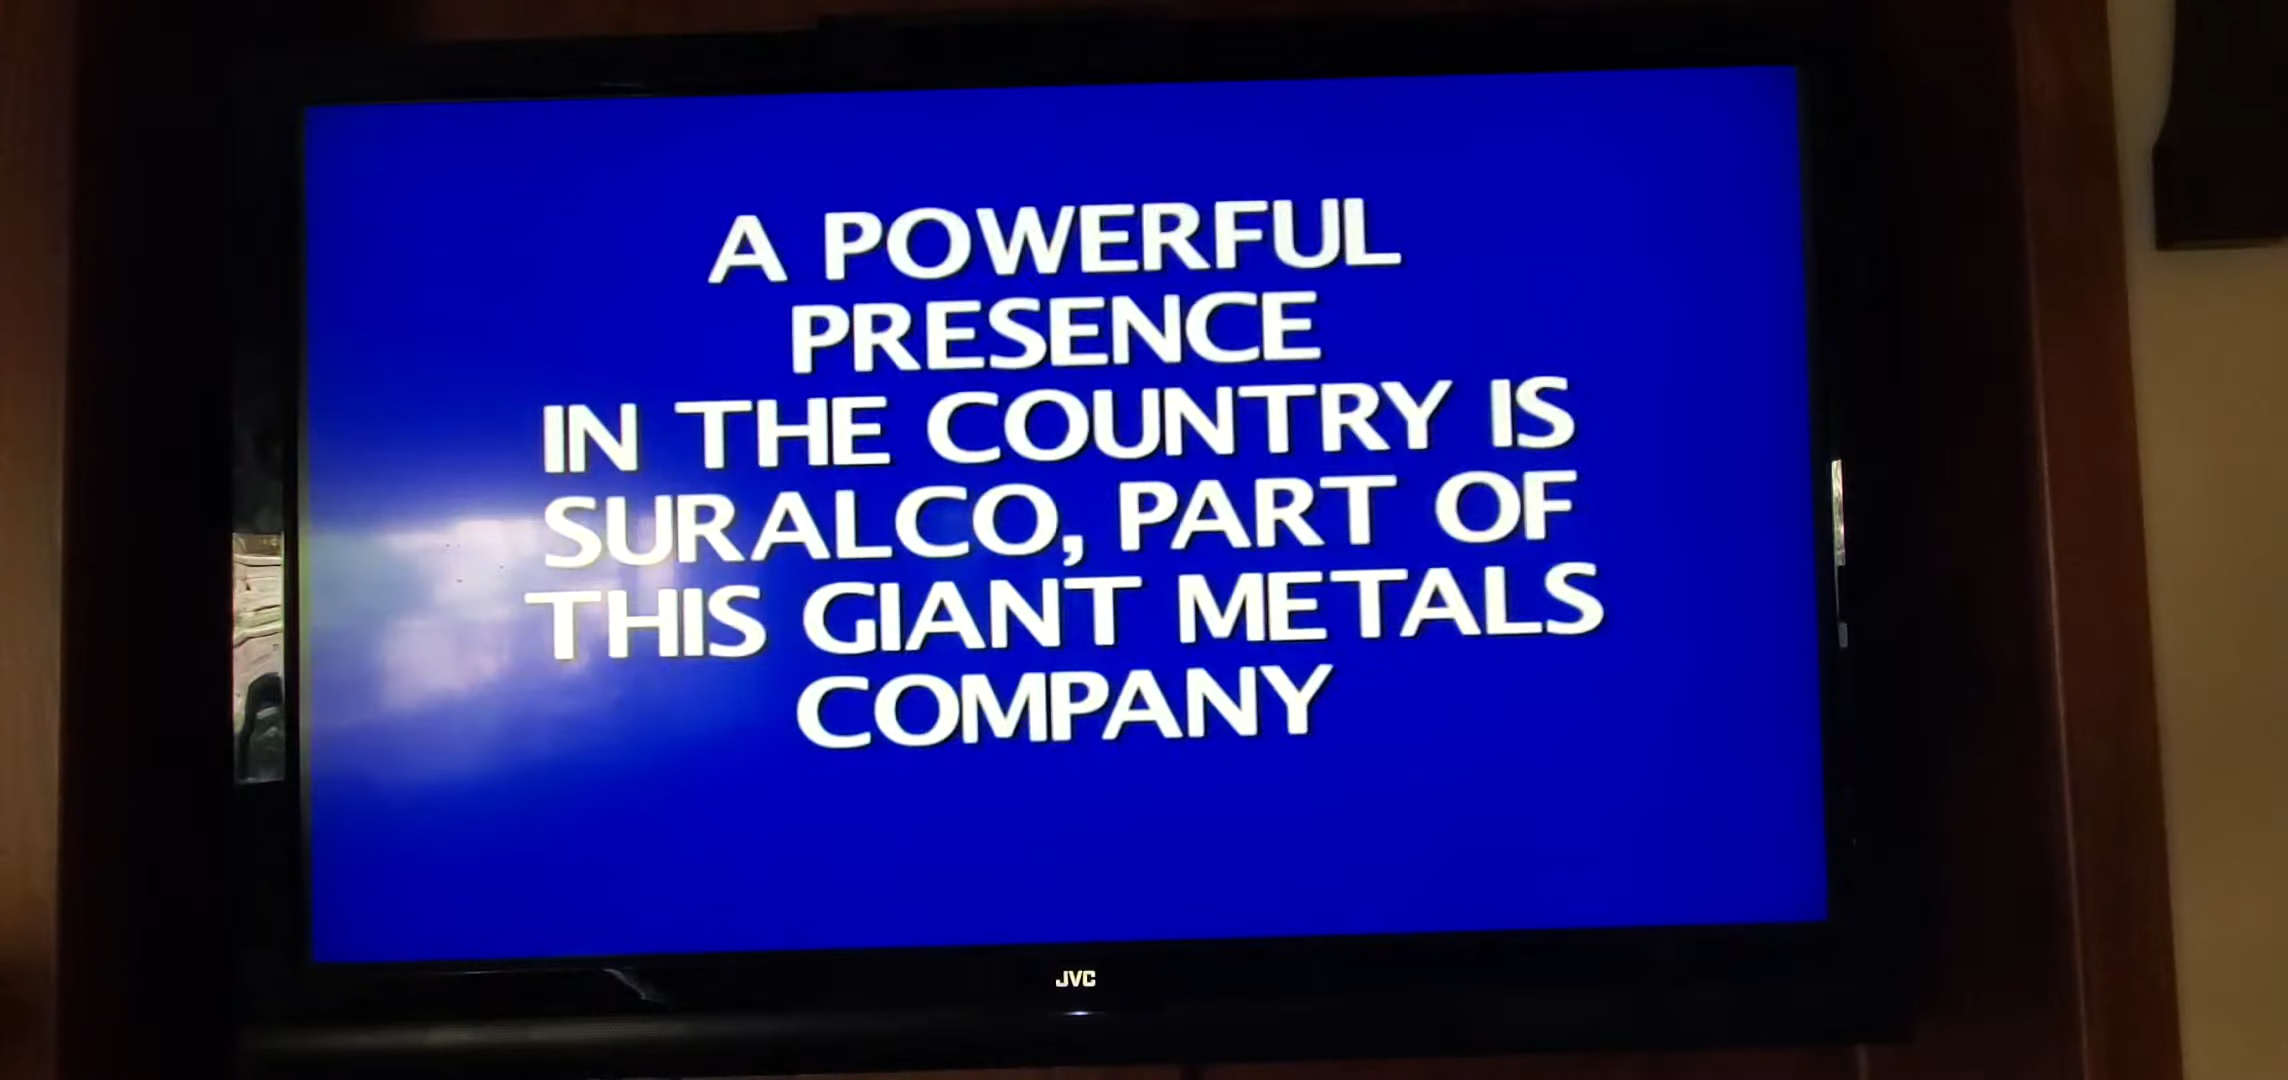 A POWERFUL
PRESENCE
IN THE COUNTRY IS
SURALCO, PART OF
THIS GIANT METALS
COMPANY
JVC